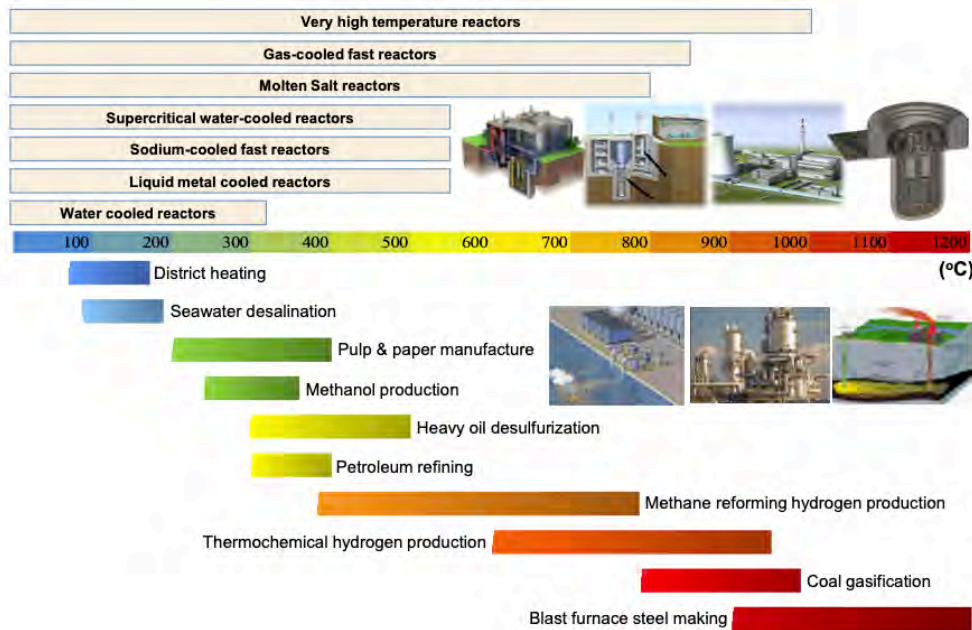 Very high temperature reactors
Gas-cooled fast reactors
Molten Salt reactors
Supercritical water-cooled reactors
Sodium-cooled fast reactors
Liquid metal cooled reactors
Water cooled reactors
100 200 300 400 500 600 700 800 900 1000 1100 1200
(ºC)
District heating
Seawater desalination
Pulp & paper manufacture
Methanol production
Heavy oil desulfurization
Petroleum refining
Methane reforming hydrogen production
Thermochemical hydrogen production
Coal gasification
Blast furnace steel making